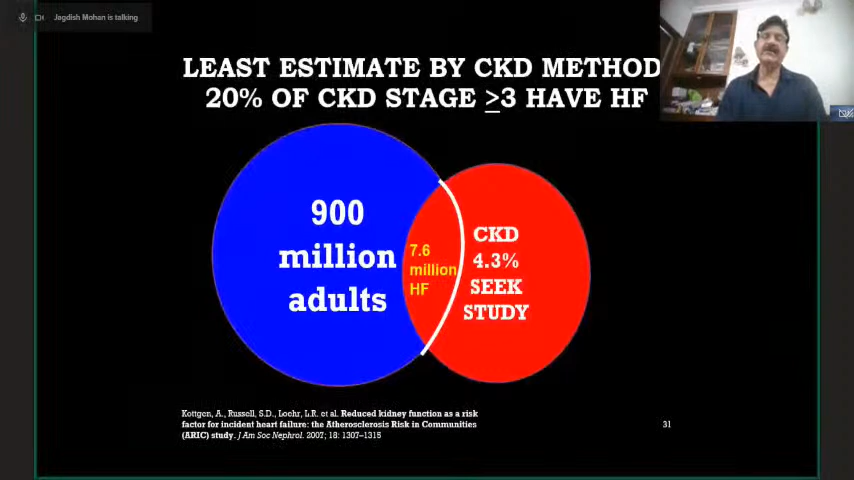 Jagdish Mohan is talking
LEAST ESTIMATE BY CKD METHOD
20% OF CKD STAGE ≥3 HAVE HF
900
million
adults
7.6
million
HF
CKD
4.3%
SEEK
STUDY
Kottgen, A., Russell, S.D., Loehr, L.R. et al. Reduced kidney function as a risk
factor for incident heart failure: the Atherosclerosis Risk in Communities
(ARIC) study. J Am Soc Nephrol. 2007; 18: 1307–1315
31